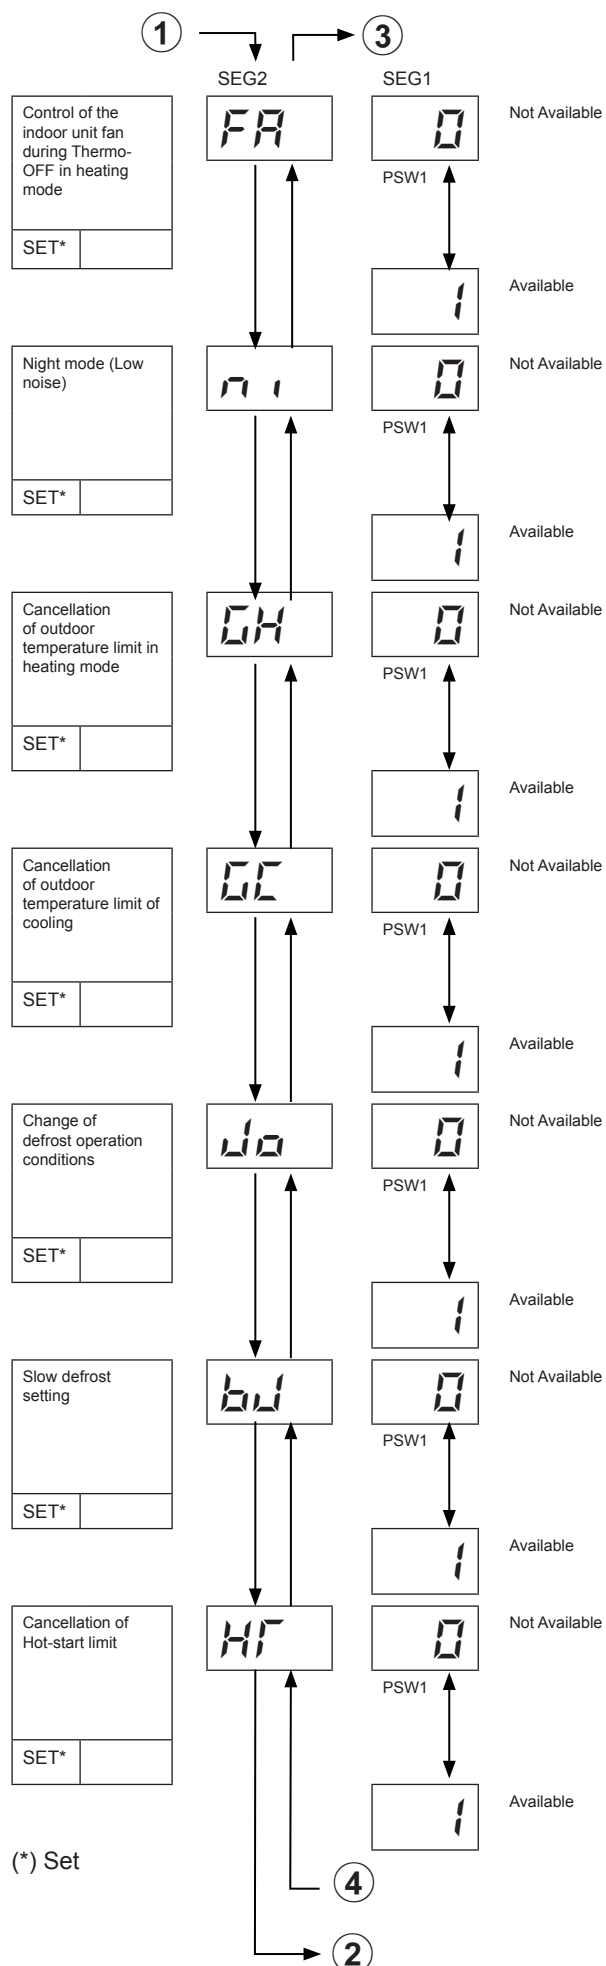 1
3
SEG2
SEG1
Control of the
indoor unit fan
during Thermo-
OFF in heating
mode
SET*
FA
0
Not Available
PSW1
1
Available
Night mode (Low
noise)
SET*
ni
0
Not Available
PSW1
1
Available
Cancellation
of outdoor
temperature limit in
heating mode
SET*
GH
0
Not Available
PSW1
1
Available
Cancellation
of outdoor
temperature limit of
cooling
SET*
GC
0
Not Available
PSW1
1
Available
Change of
defrost operation
conditions
SET*
Jo
0
Not Available
PSW1
1
Available
Slow defrost
setting
SET*
bJ
0
Not Available
PSW1
1
Available
Cancellation of
Hot-start limit
SET*
HT
0
Not Available
PSW1
1
Available
(*) Set
4
2